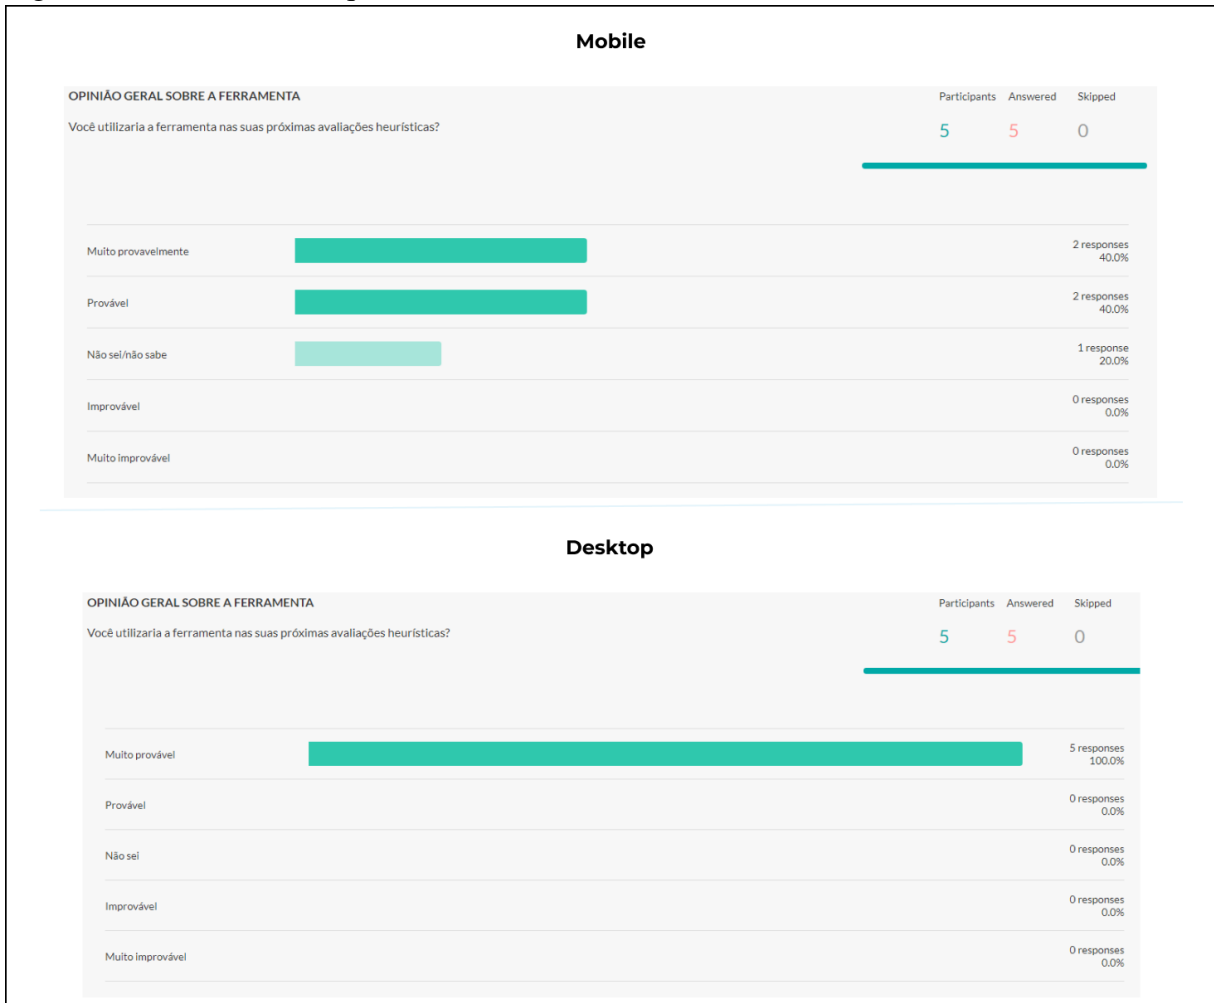 Mobile
OPINIÃO GERAL SOBRE A FERRAMENTA
Participants Answered Skipped
Você utilizaria a ferramenta nas suas próximas avaliações heurísticas?
5 5 0
Muito provavelmente
2 responses
40.0%
Provável
2 responses
40.0%
Não sei/não sabe
1 response
20.0%
Improvável
0 responses
0.0%
Muito improvável
0 responses
0.0%
Desktop
OPINIÃO GERAL SOBRE A FERRAMENTA
Participants Answered Skipped
Você utilizaria a ferramenta nas suas próximas avaliações heurísticas?
5 5 0
Muito provável
5 responses
100.0%
Provável
0 responses
0.0%
Não sei
0 responses
0.0%
Improvável
0 responses
0.0%
Muito improvável
0 responses
0.0%